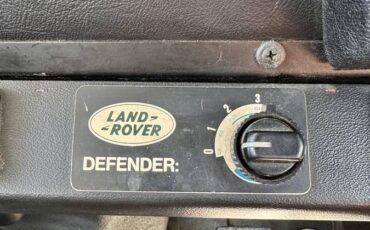 LAND-
-ROVER
DEFENDER:
0 1 2 3